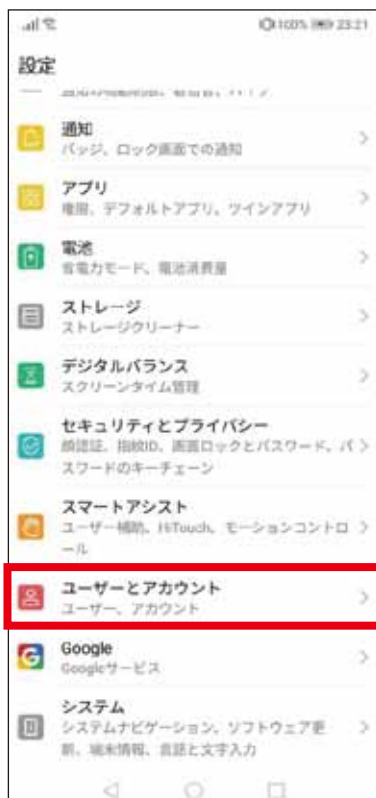 100% 23:21
設定
通知
バッジ、ロック画面での通知
アプリ
権限、デフォルトアプリ、ツインアプリ
電池
省電力モード、電池消費量
ストレージ
ストレージクリーナー
デジタルバランス
スクリーンタイム管理
セキュリティとプライバシー
顔認証、指紋ID、画面ロックとパスワード、パ
スワードのキーチェーン
スマートアシスト
ユーザー補助、HiTouch、モーションコントロ
ール
ユーザーとアカウント
ユーザー、アカウント
Google
Googleサービス
システム
システムナビゲーション、ソフトウェア更
新、端末情報、言語と文字入力